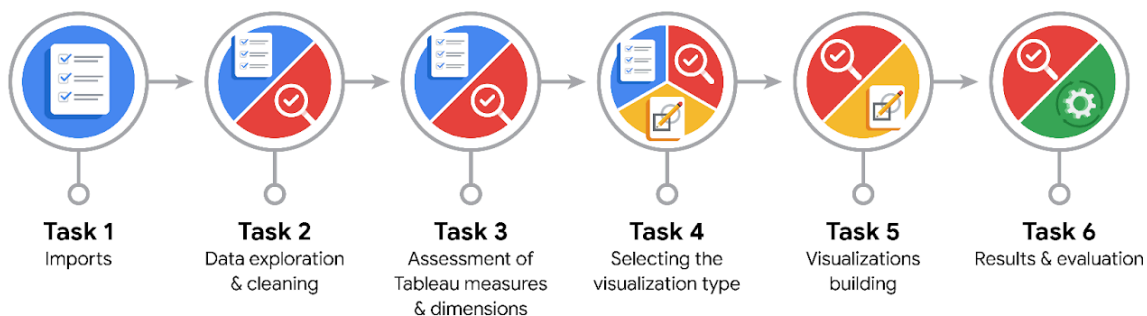 Task 1
Imports
Task 2
Data exploration
& cleaning
Task 3
Assessment of
Tableau measures
& dimensions
Task 4
Selecting the
visualization type
Task 5
Visualizations
building
Task 6
Results & evaluation